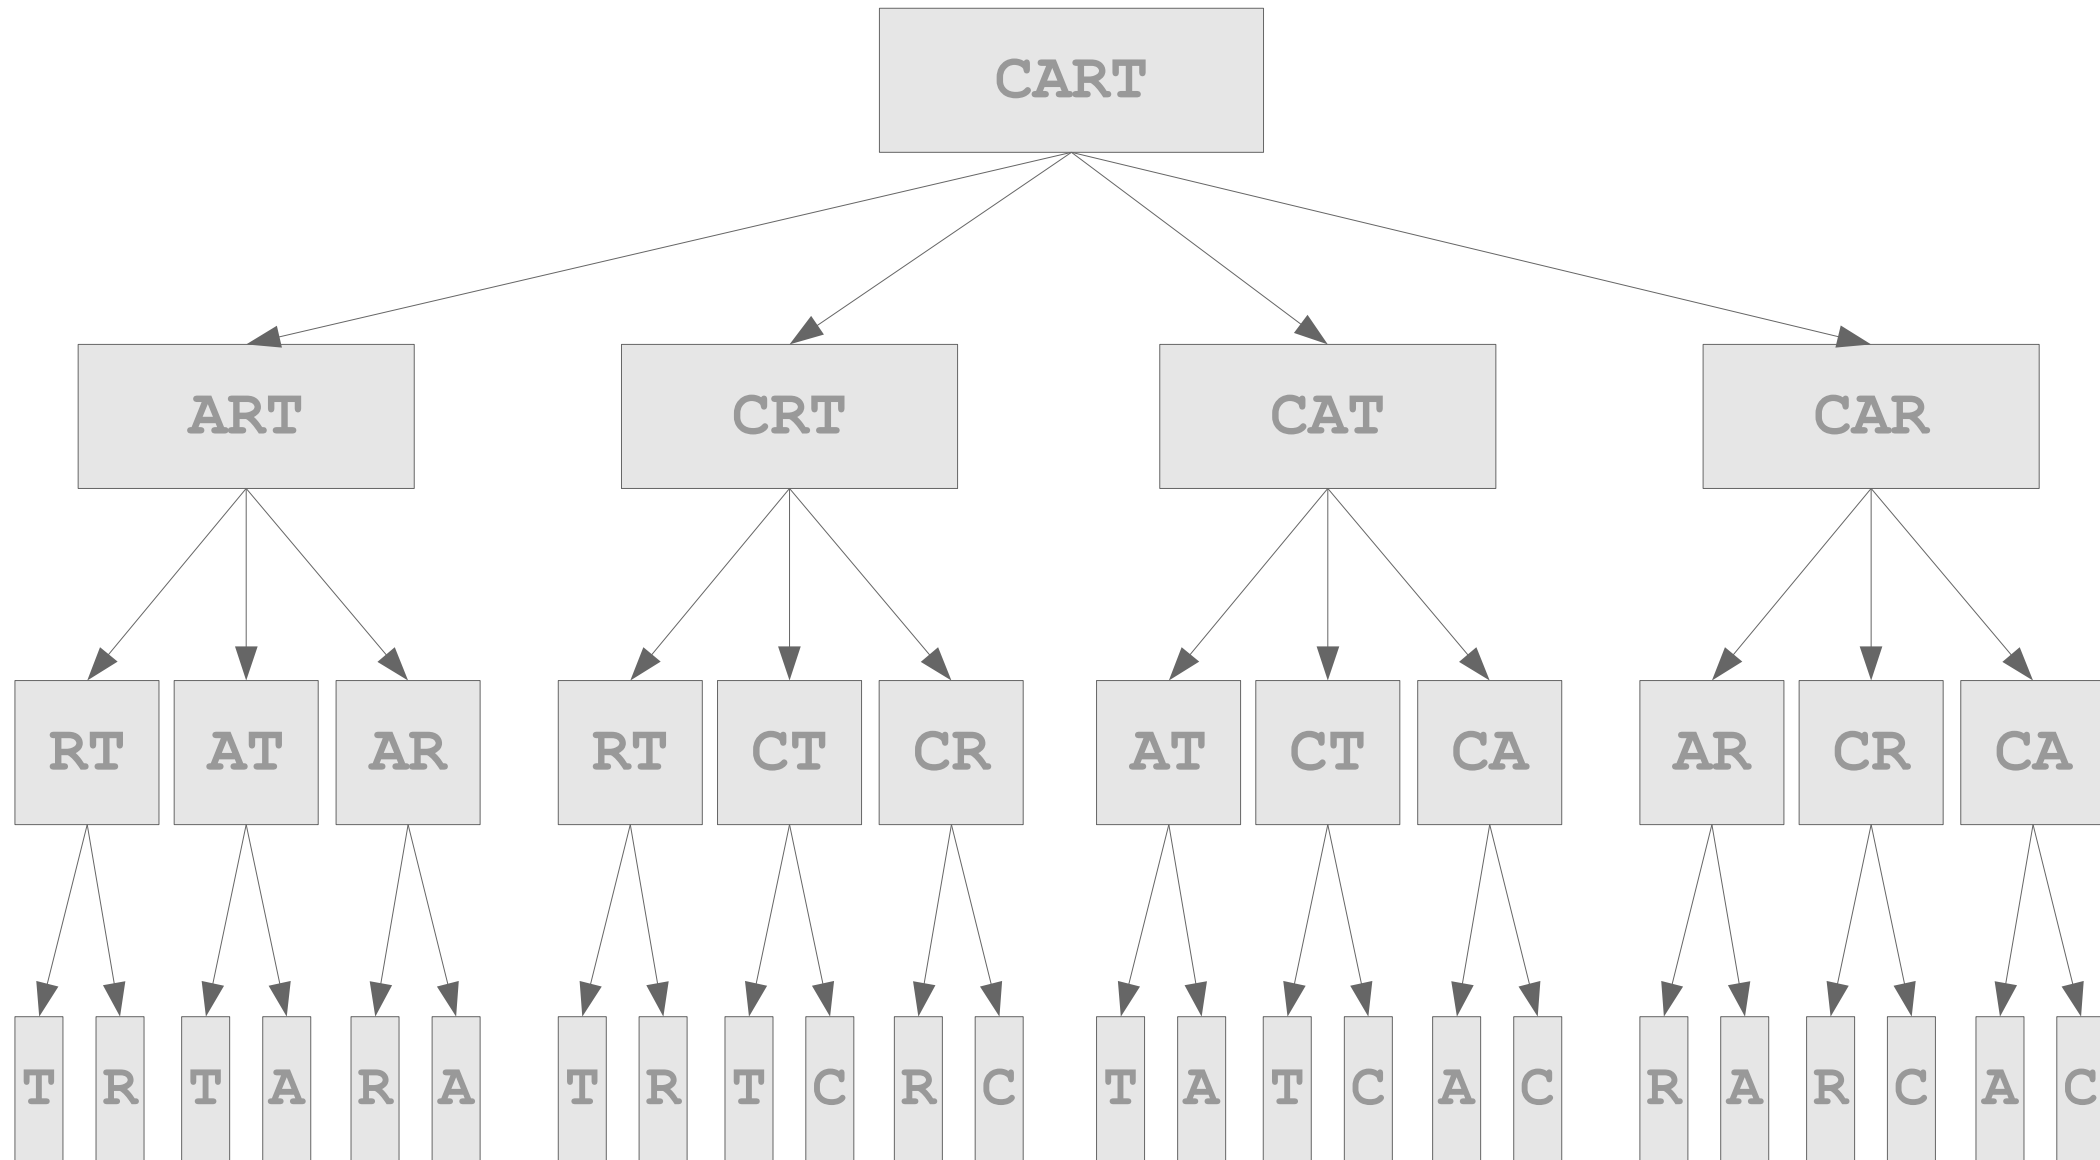 CART
ART CRT CAT CAR
RT AT AR RT CT CR AT CT CA AR CR CA
T R T A R A T R T C R C T A T C A C R A R C A C